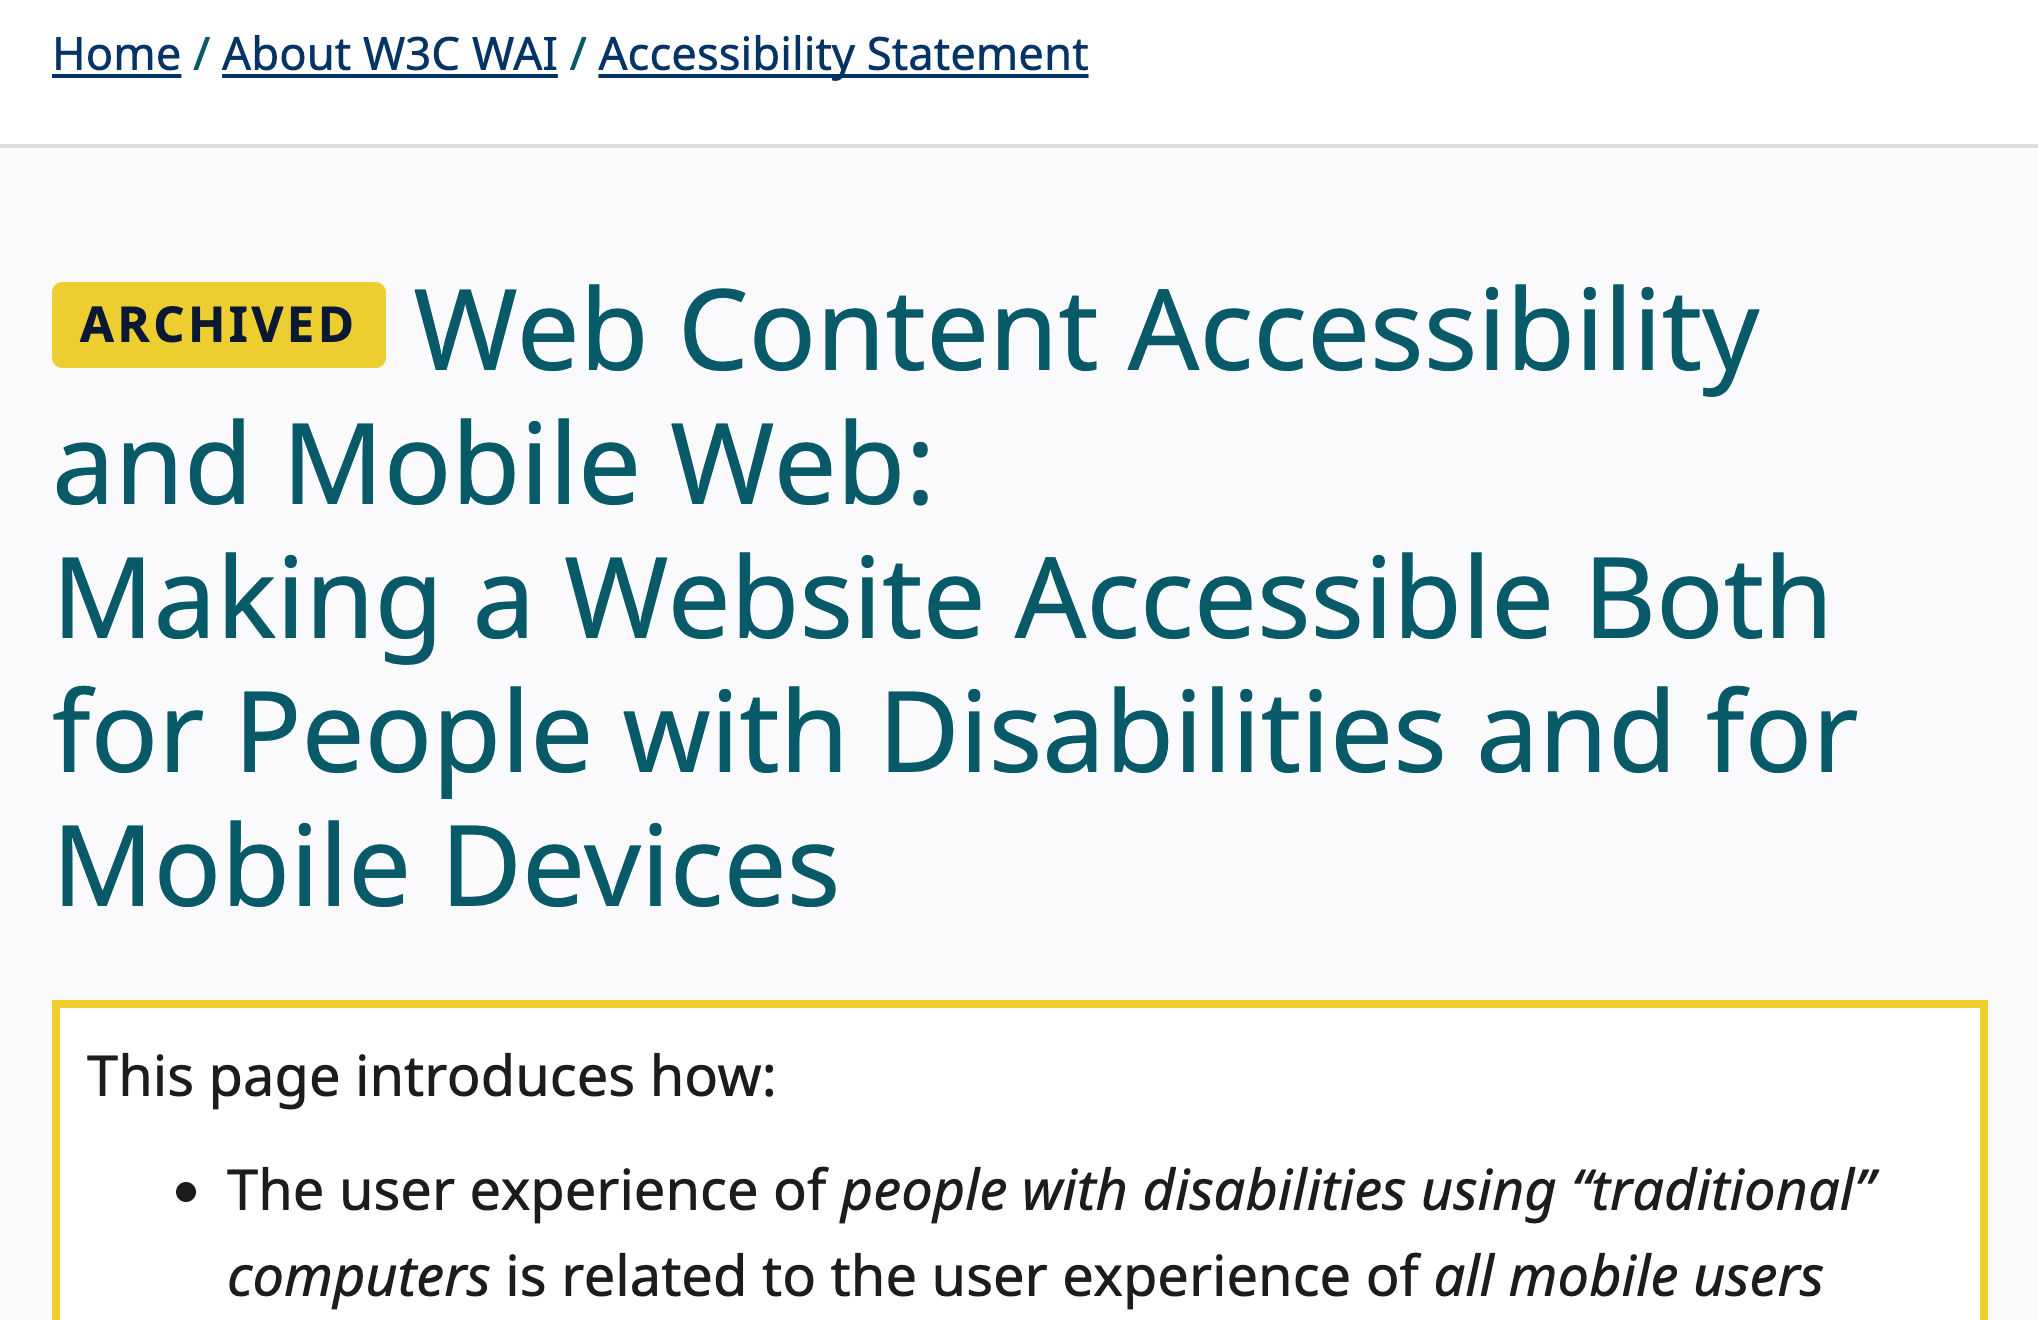 Home / About W3C WAI / Accessibility Statement
ARCHIVED Web Content Accessibility
and Mobile Web:
Making a Website Accessible Both
for People with Disabilities and for
Mobile Devices
This page introduces how:
• The user experience of people with disabilities using “traditional”
computers is related to the user experience of all mobile users